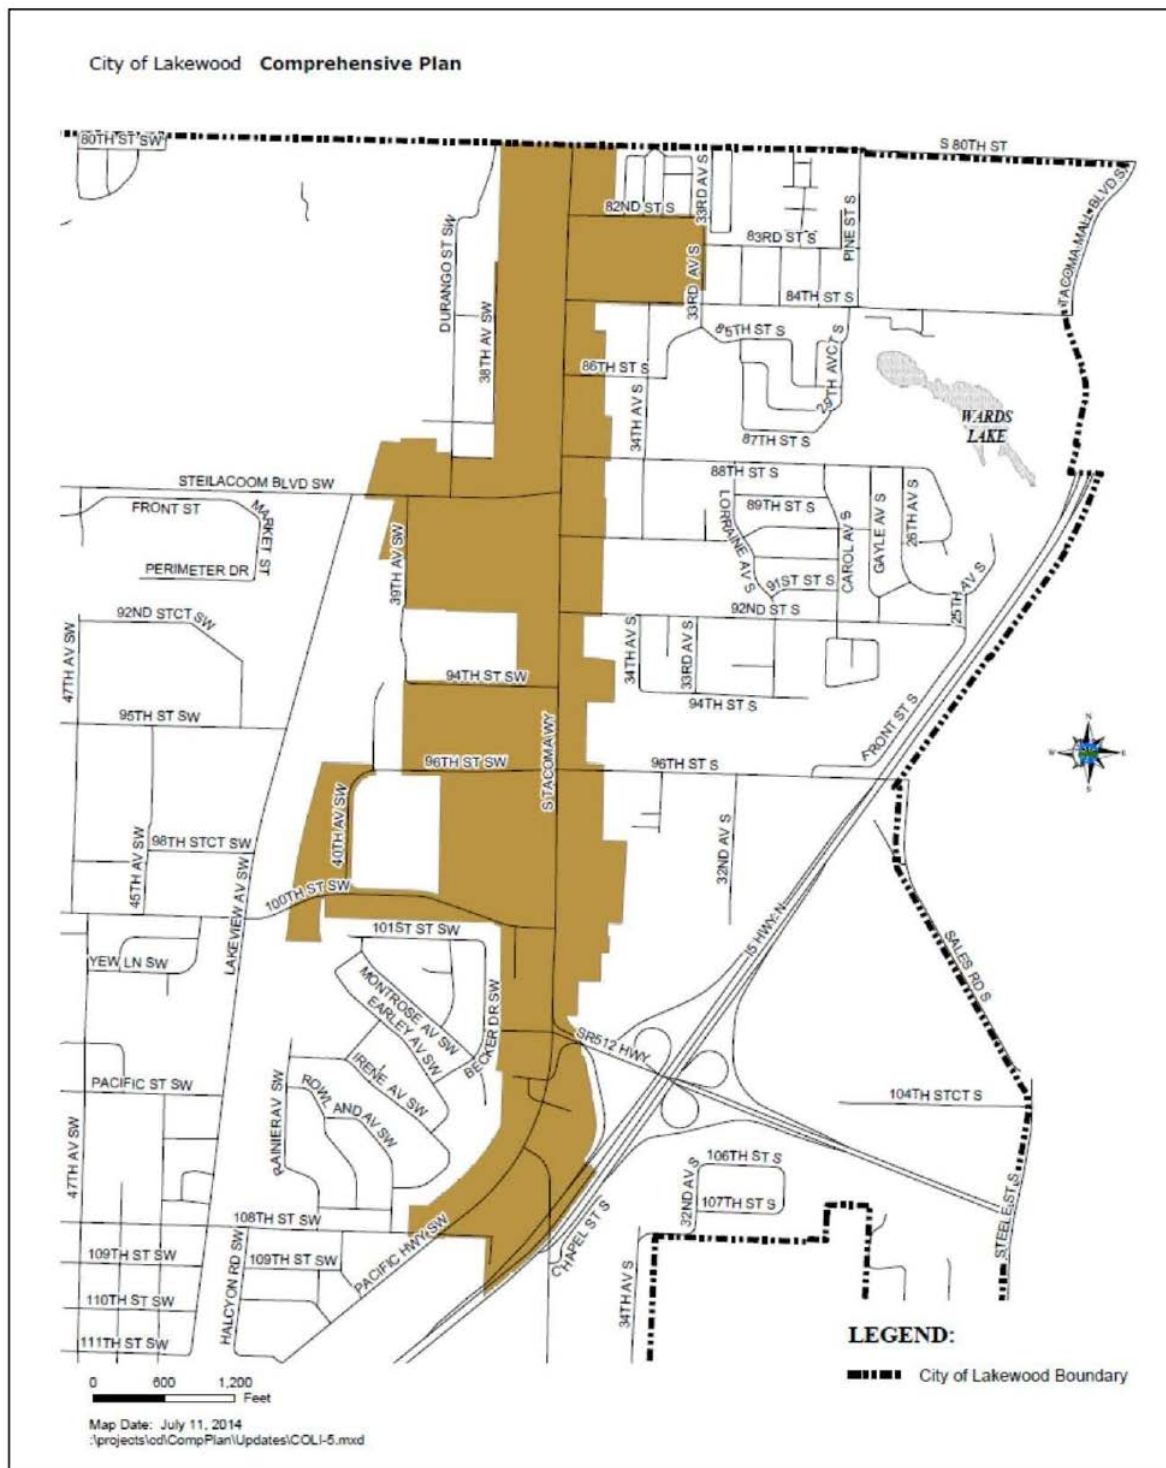 City of Lakewood Comprehensive Plan
80TH ST SW
S 80TH ST
TACOMA MALL BLVD S
33RD AV S
82ND ST S
PINE ST S
83RD ST S
DURANGO ST SW
33RD AV S
84TH ST S
38TH AV SW
85TH ST S
86TH ST S
29TH AVCT S
34TH AV S
WARDS
LAKE
87TH ST S
STEILACOOM BLVD SW
88TH ST S
FRONT ST
MARKET ST
LORRAINE AV S
89TH ST S
CAROL AV S
GAYLE AV S
26TH AV S
39TH AV SW
PERIMETER DR
91ST ST S
25TH AV S
92ND STCT SW
92ND ST S
47TH AV SW
34TH AV S
33RD AV S
94TH ST SW
94TH ST S
95TH ST SW
FRONT ST S
N
W
E
S
S TACOMA WY
96TH ST SW
96TH ST S
40TH AV SW
98TH STCT SW
45TH AV SW
32ND AV S
LAKEVIEW AV SW
100TH ST SW
101ST ST SW
I5 HWY N
SALES RD S
YEW LN SW
MONTROSE AV SW
EARLEY AV SW
BECKER DR SW
SR512 HWY
IRENE AV SW
PACIFIC ST SW
ROWLAND AV SW
104TH STCT S
RAINIER AV SW
47TH AV SW
106TH ST S
32ND AV S
107TH ST S
STEELE ST S
108TH ST SW
PACIFIC HWY SW
CHAPEL ST S
109TH ST SW
HALCYON RD SW
109TH ST SW
34TH AV S
110TH ST SW
111TH ST SW
LEGEND:
City of Lakewood Boundary
0 600 1,200
Feet
Map Date: July 11, 2014
:\projects\cd\CompPlan\Updates\COLI-5.mxd